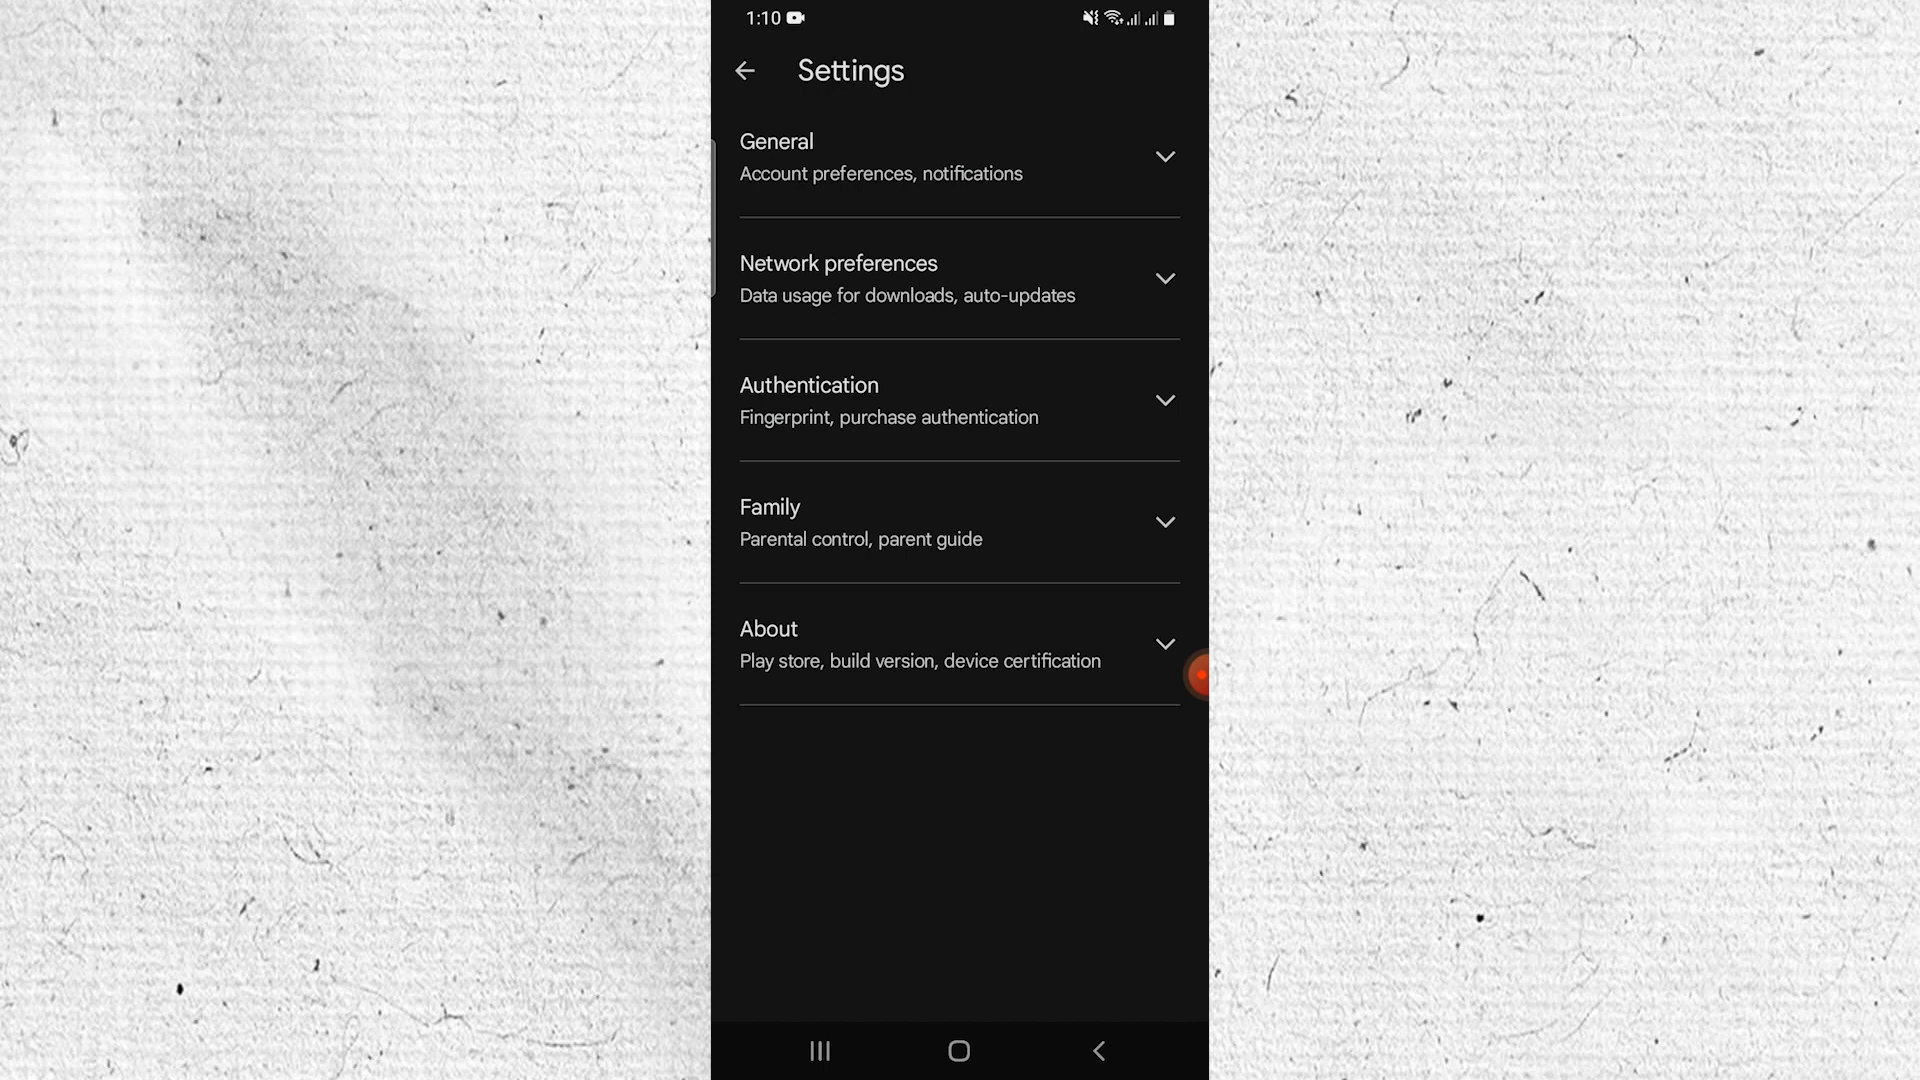 1:10
Settings
General
Account preferences, notifications
Network preferences
Data usage for downloads, auto-updates
Authentication
Fingerprint, purchase authentication
Family
Parental control, parent guide
About
Play store, build version, device certification